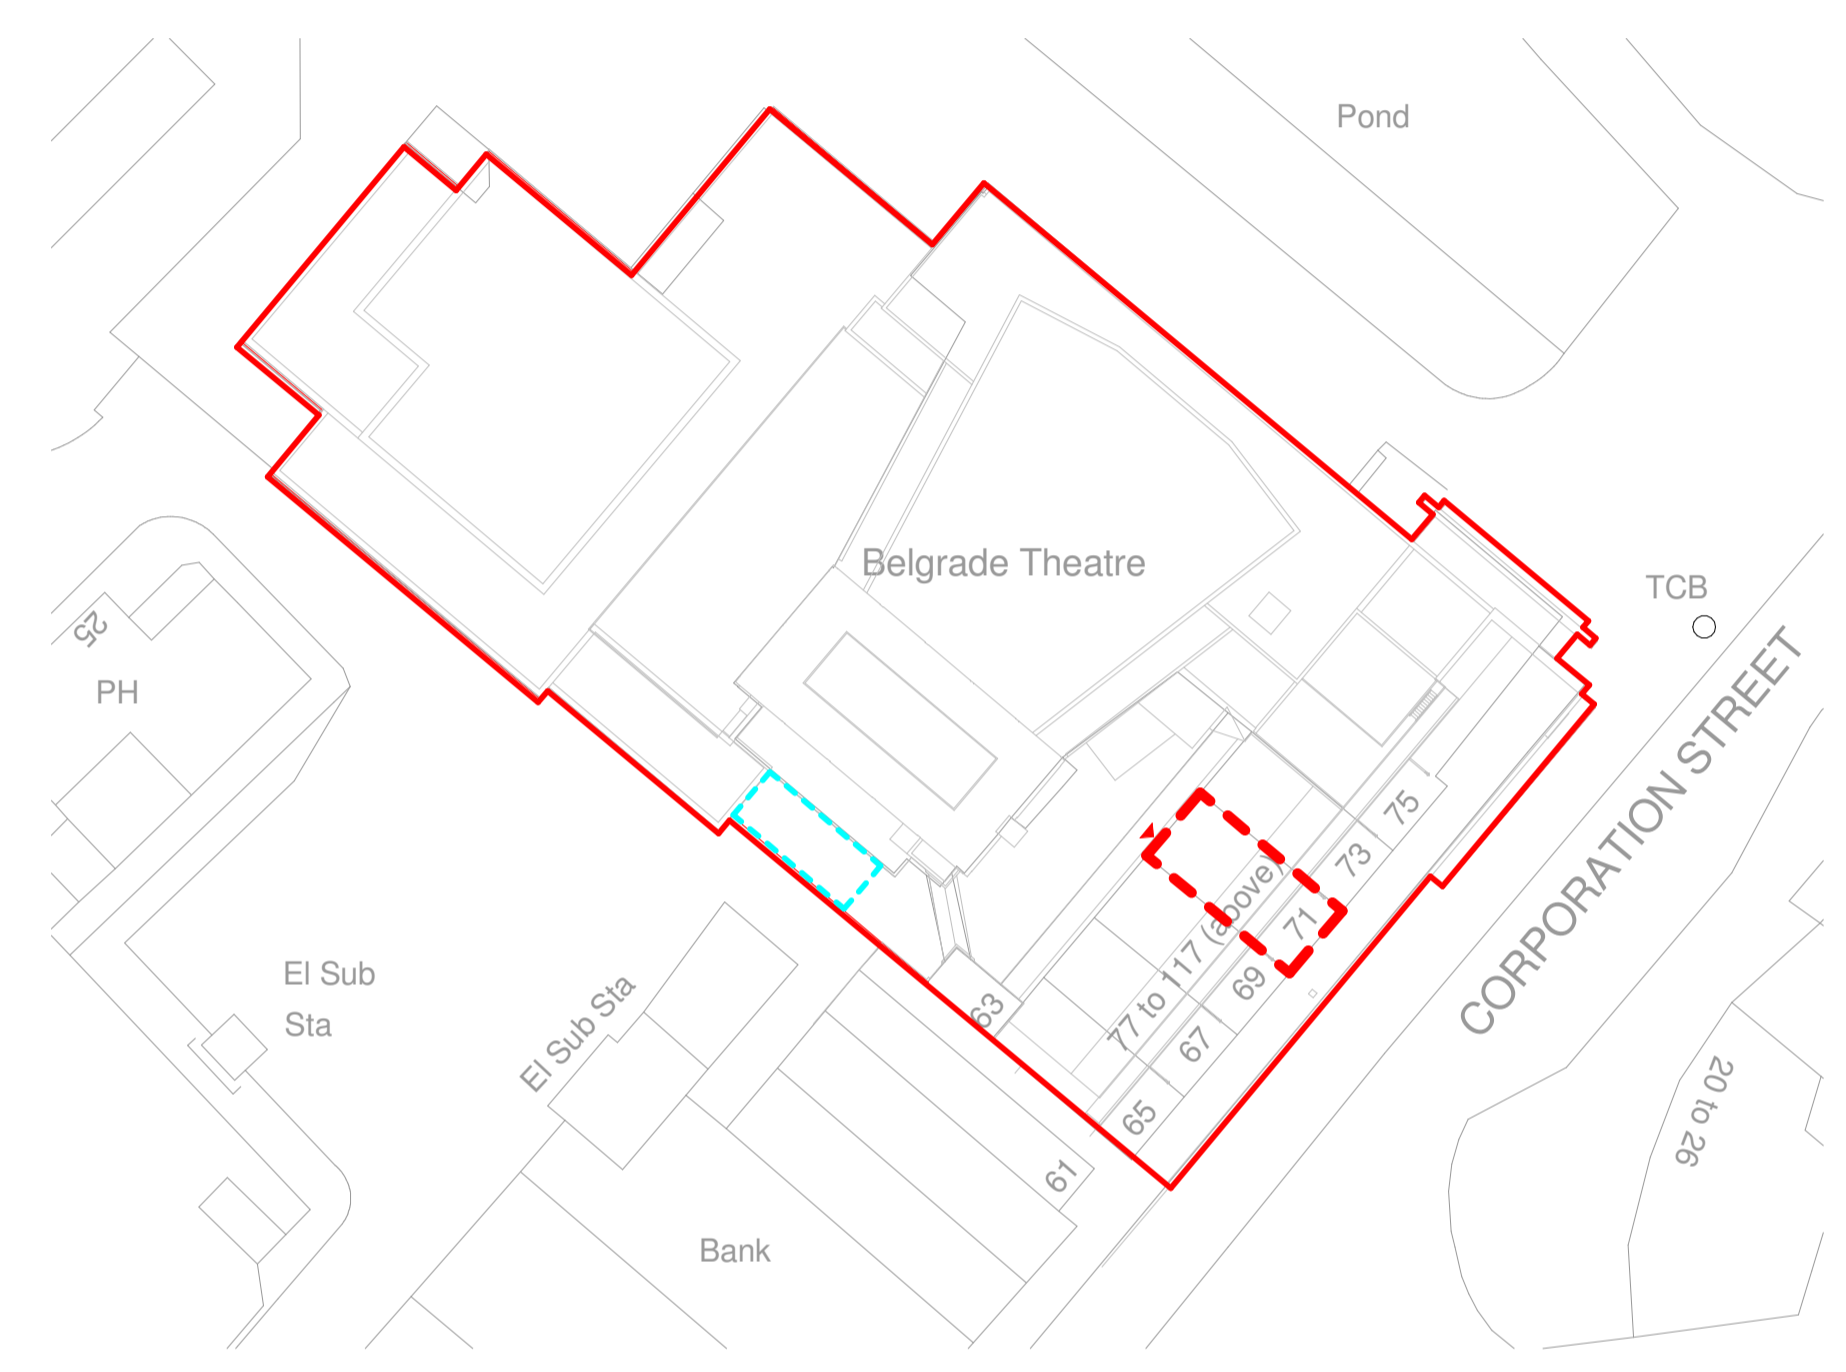 Pond
Belgrade Theatre
TCB
25
PH
CORPORATION STREET
75
73
71
77 to 117 (above)
69
67
65
63
61
El Sub
Sta
El Sub Sta
20 to 26
Bank